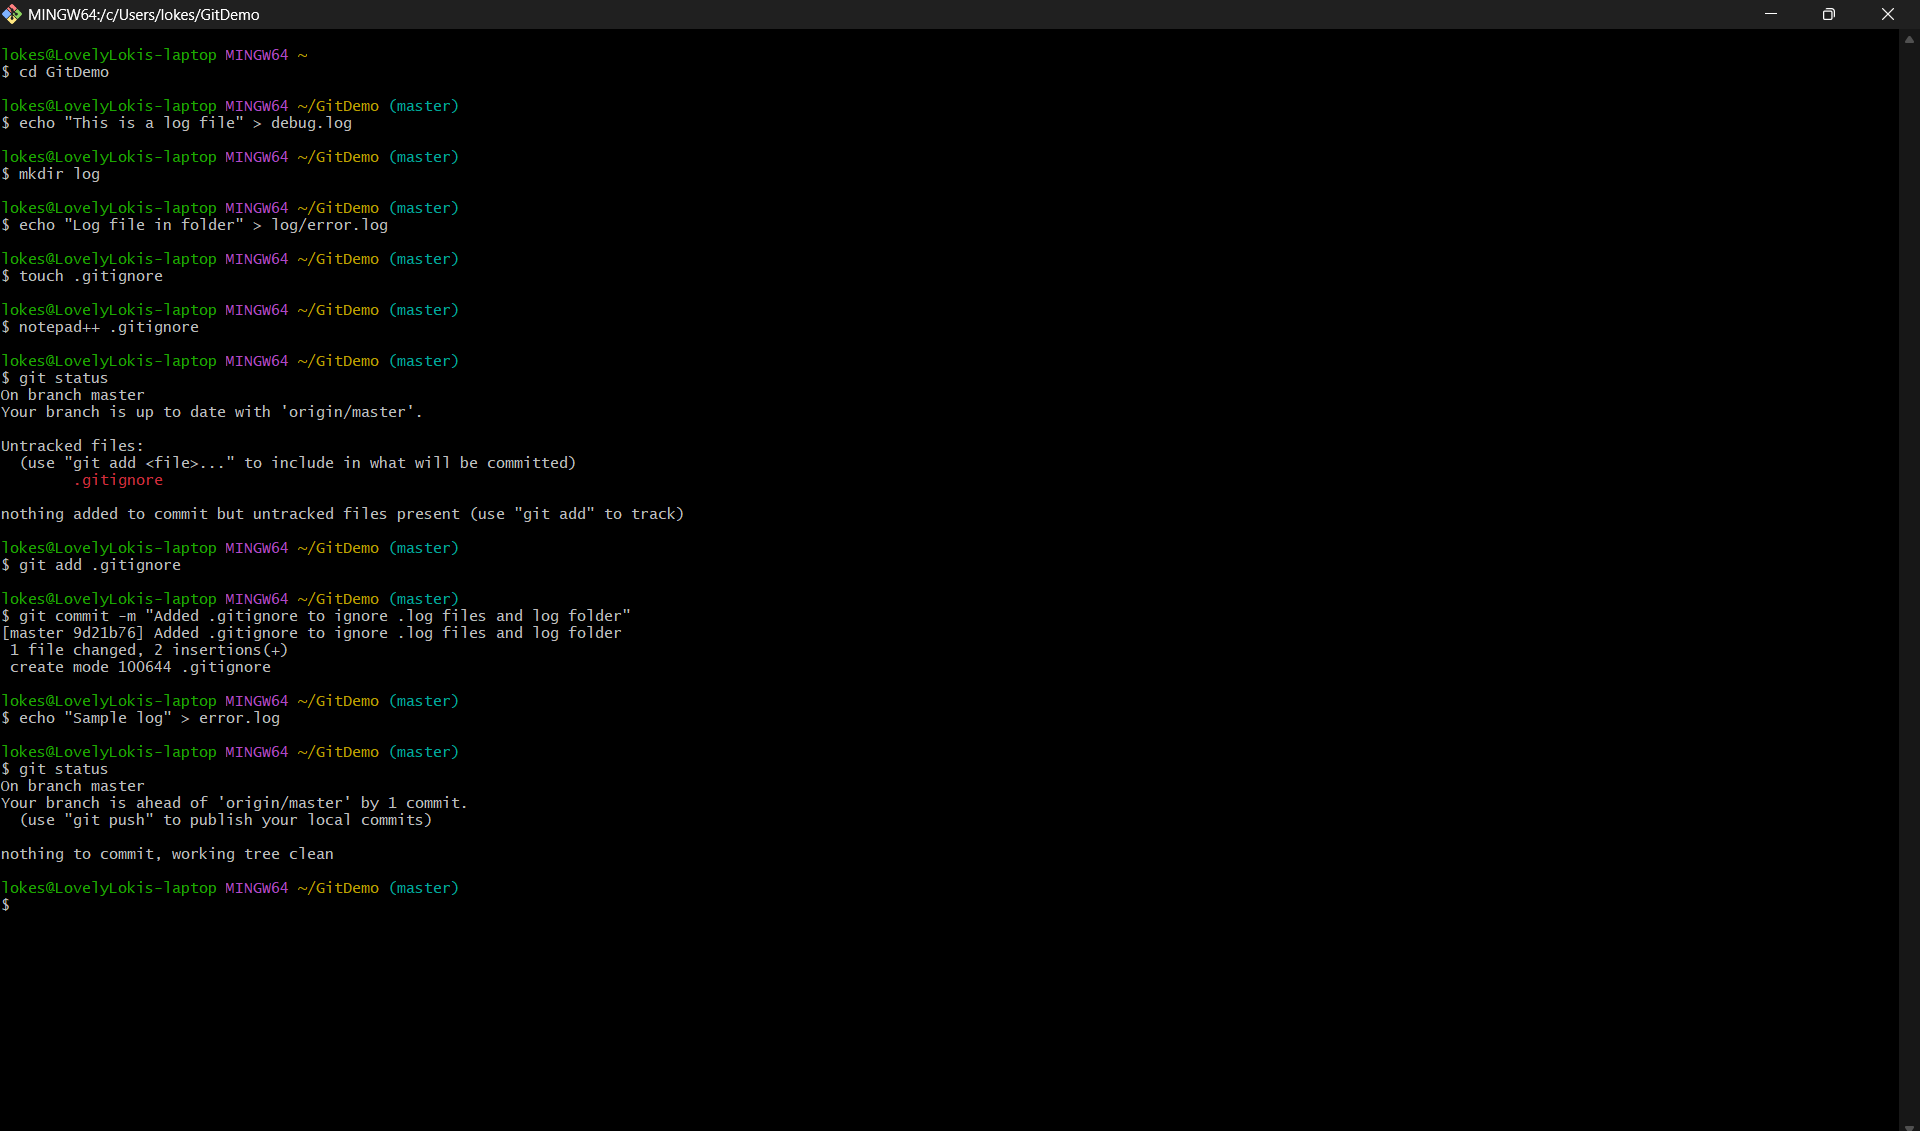 MINGW64:/c/Users/lokes/GitDemo
lokes@LovelyLokis-laptop MINGW64 ~
$ cd GitDemo
lokes@LovelyLokis-laptop MINGW64 ~/GitDemo (master)
$ echo "This is a log file" > debug.log
lokes@LovelyLokis-laptop MINGW64 ~/GitDemo (master)
$ mkdir log
lokes@LovelyLokis-laptop MINGW64 ~/GitDemo (master)
$ echo "Log file in folder" > log/error.log
lokes@LovelyLokis-laptop MINGW64 ~/GitDemo (master)
$ touch .gitignore
lokes@LovelyLokis-laptop MINGW64 ~/GitDemo (master)
$ notepad++ .gitignore
lokes@LovelyLokis-laptop MINGW64 ~/GitDemo (master)
$ git status
On branch master
Your branch is up to date with 'origin/master'.
Untracked files:
  (use "git add <file>..." to include in what will be committed)
        .gitignore
nothing added to commit but untracked files present (use "git add" to track)
lokes@LovelyLokis-laptop MINGW64 ~/GitDemo (master)
$ git add .gitignore
lokes@LovelyLokis-laptop MINGW64 ~/GitDemo (master)
$ git commit -m "Added .gitignore to ignore .log files and log folder"
[master 9d21b76] Added .gitignore to ignore .log files and log folder
 1 file changed, 2 insertions(+)
 create mode 100644 .gitignore
lokes@LovelyLokis-laptop MINGW64 ~/GitDemo (master)
$ echo "Sample log" > error.log
lokes@LovelyLokis-laptop MINGW64 ~/GitDemo (master)
$ git status
On branch master
Your branch is ahead of 'origin/master' by 1 commit.
  (use "git push" to publish your local commits)
nothing to commit, working tree clean
lokes@LovelyLokis-laptop MINGW64 ~/GitDemo (master)
$